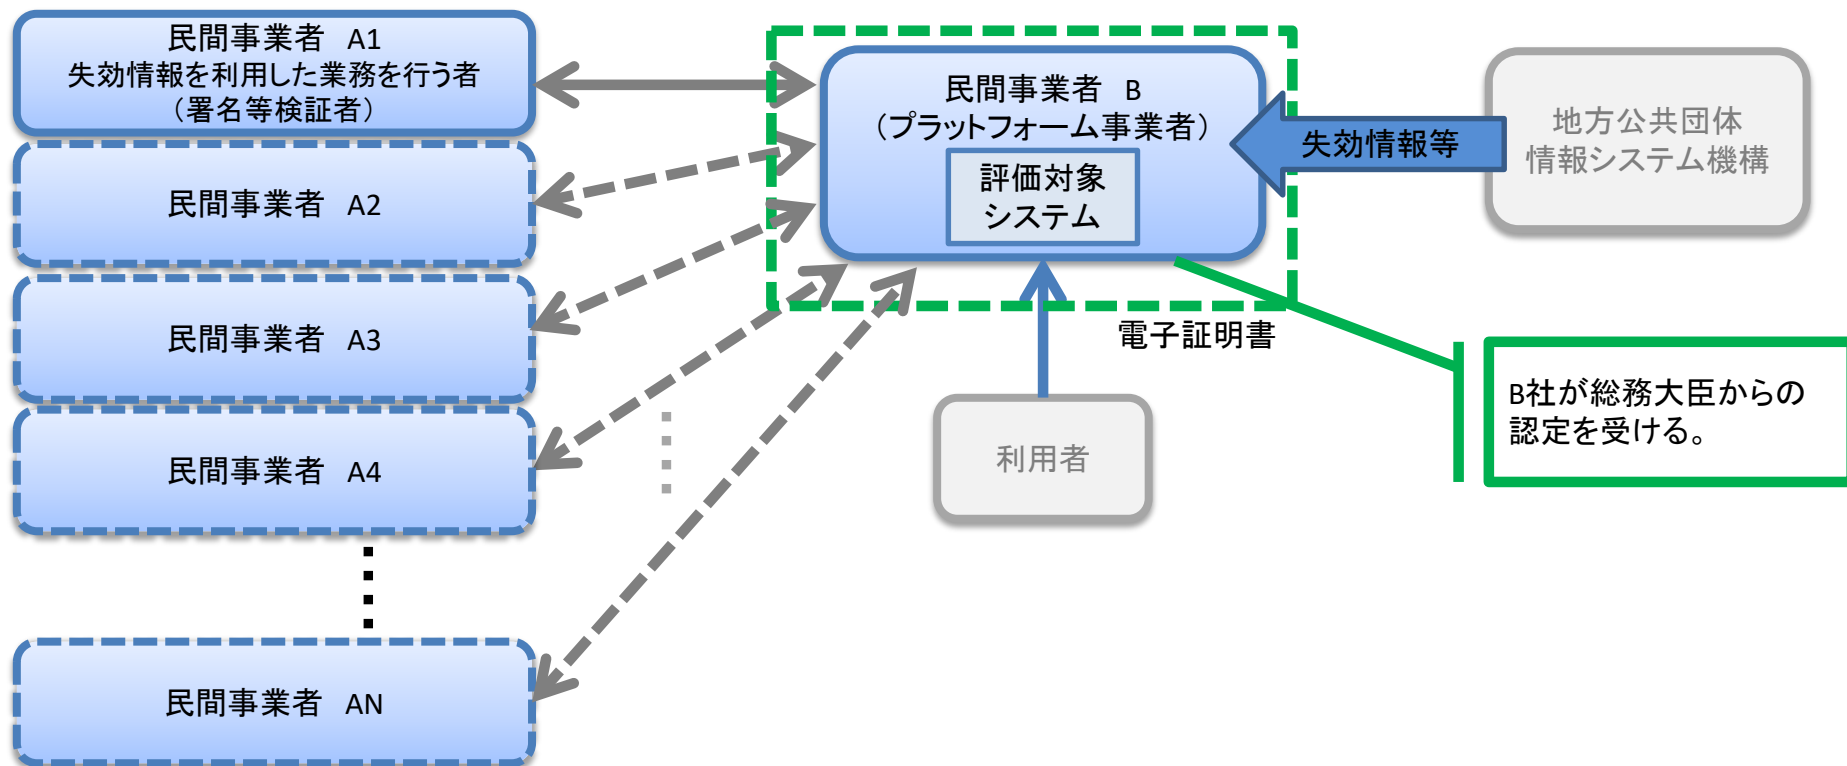 民間事業者 A1
失効情報を利用した業務を行う者
（署名等検証者）
民間事業者 A2
民間事業者 A3
民間事業者 A4
民間事業者 AN
民間事業者 B
（プラットフォーム事業者）
評価対象
システム
失効情報等
地方公共団体
情報システム機構
電子証明書
利用者
B社が総務大臣からの
認定を受ける。